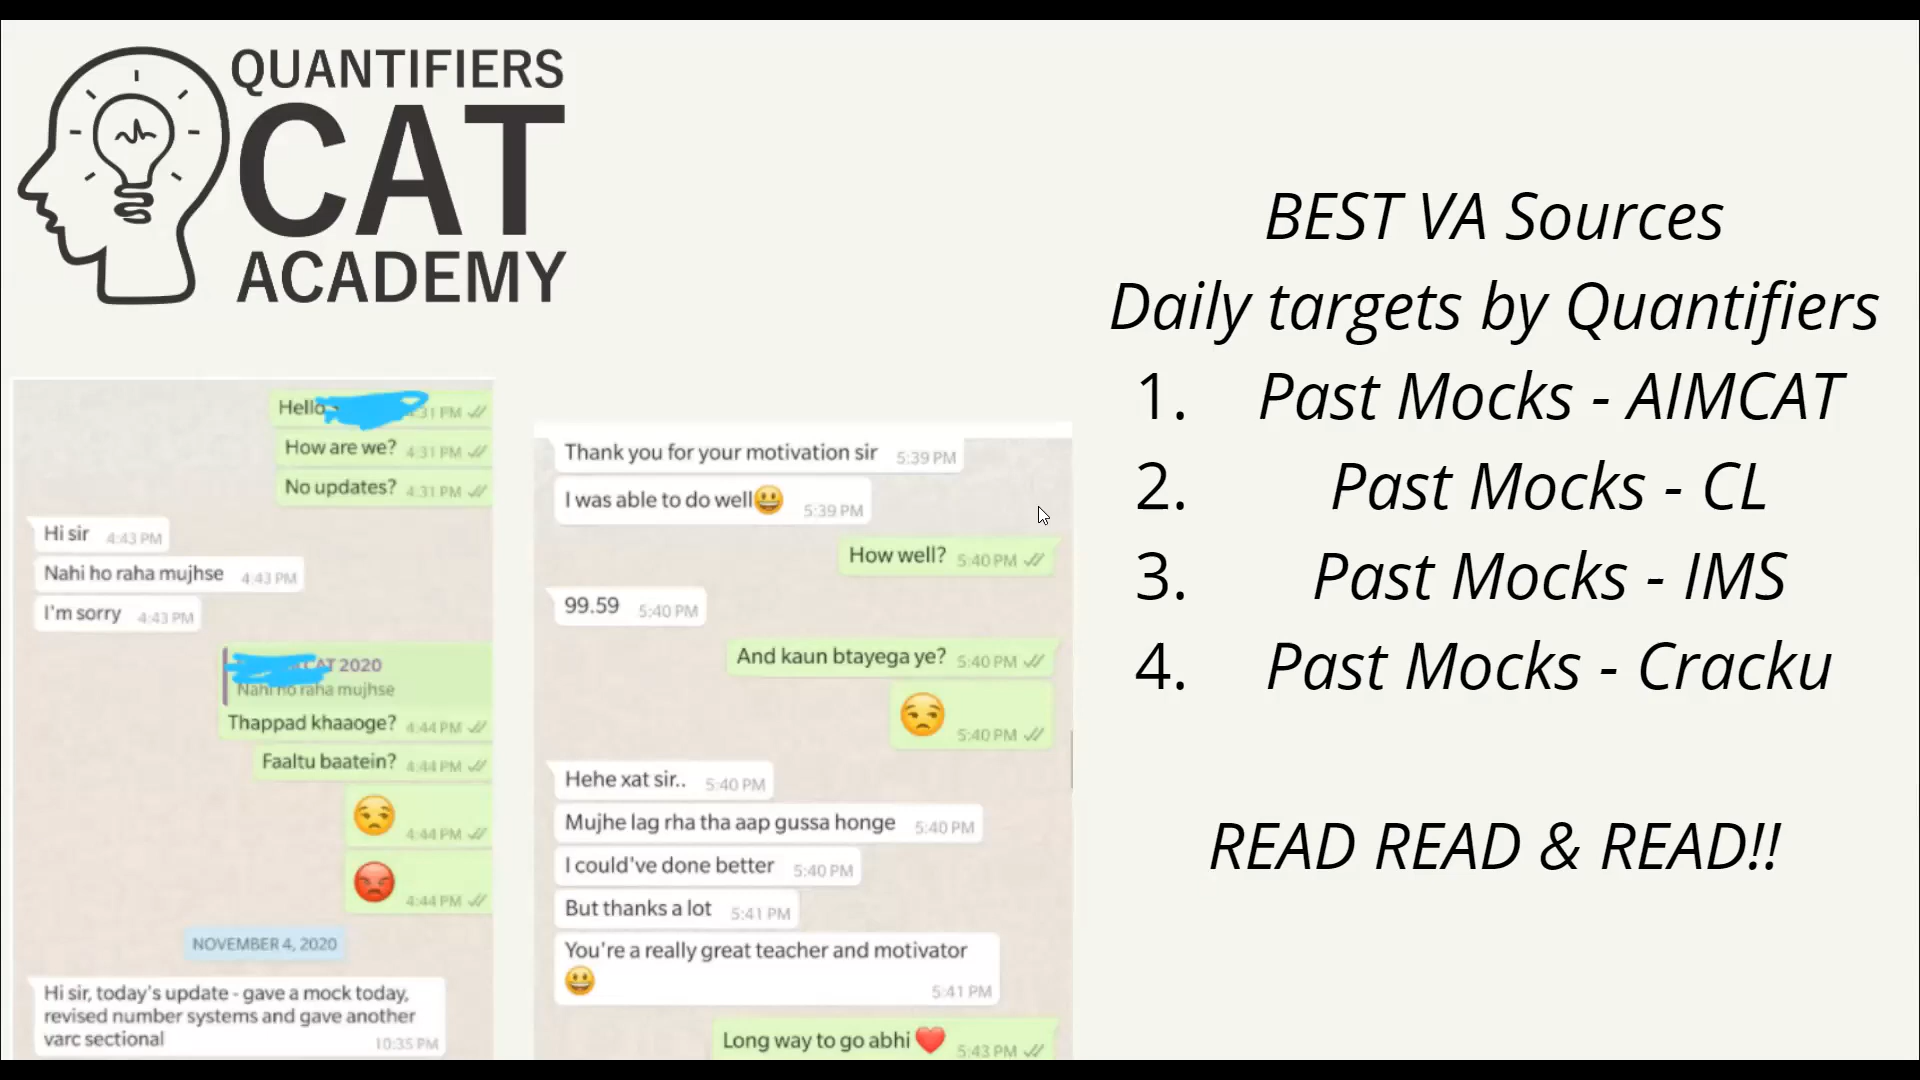 QUANTIFIERS
CAT
ACADEMY
Hello 4:31 PM
How are we? 4:31 PM
No updates? 4:31 PM
Hi sir 4:43 PM
Nahi ho raha mujhse 4:43 PM
I'm sorry 4:43 PM
CAT 2020
Nahi ho raha mujhse
Thappad khaaoge? 4:44 PM
Faaltu baatein? 4:44 PM
😒 4:44 PM
😡 4:44 PM
NOVEMBER 4, 2020
Hi sir, today's update - gave a mock today,
revised number systems and gave another
varc sectional 10:35 PM
Thank you for your motivation sir 5:39 PM
I was able to do well😀 5:39 PM
How well? 5:40 PM
99.59 5:40 PM
And kaun btayega ye? 5:40 PM
😒 5:40 PM
Hehe xat sir.. 5:40 PM
Mujhe lag rha tha aap gussa honge 5:40 PM
I could've done better 5:40 PM
But thanks a lot 5:41 PM
You're a really great teacher and motivator
😀 5:41 PM
Long way to go abhi❤️ 5:43 PM
BEST VA Sources
Daily targets by Quantifiers
1. Past Mocks - AIMCAT
2. Past Mocks - CL
3. Past Mocks - IMS
4. Past Mocks - Cracku
READ READ & READ!!